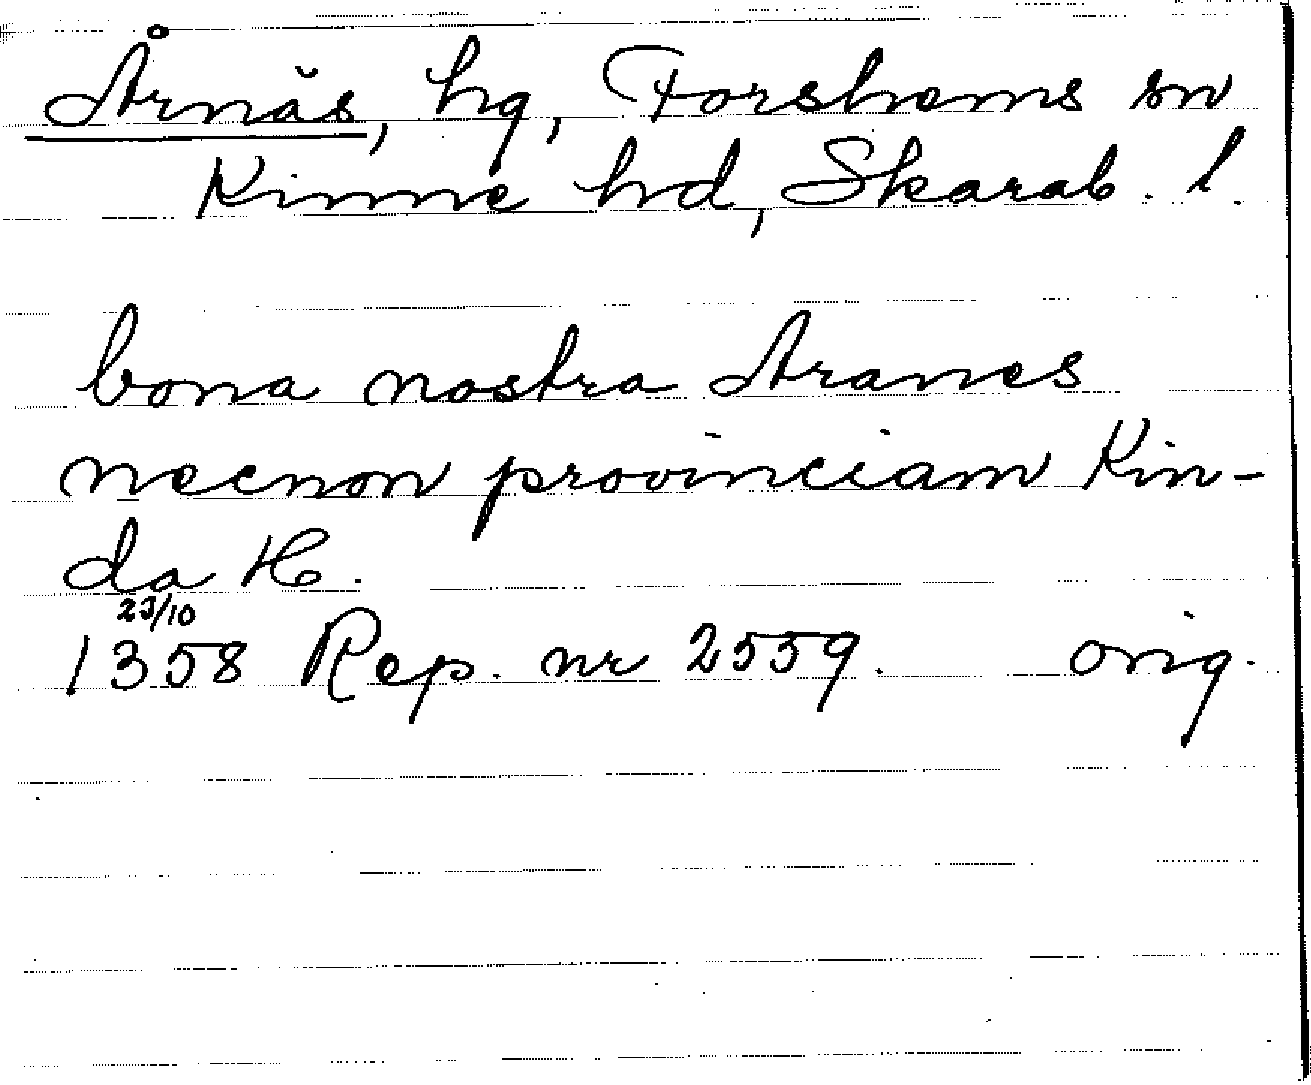 Årnäs, hg, Forshems sn
Kinne hd, Skarab. l.
bona nostra Aranes
necnon provinciam Kin-
da H.
23/10
1358 Rep. nr 2559. orig.